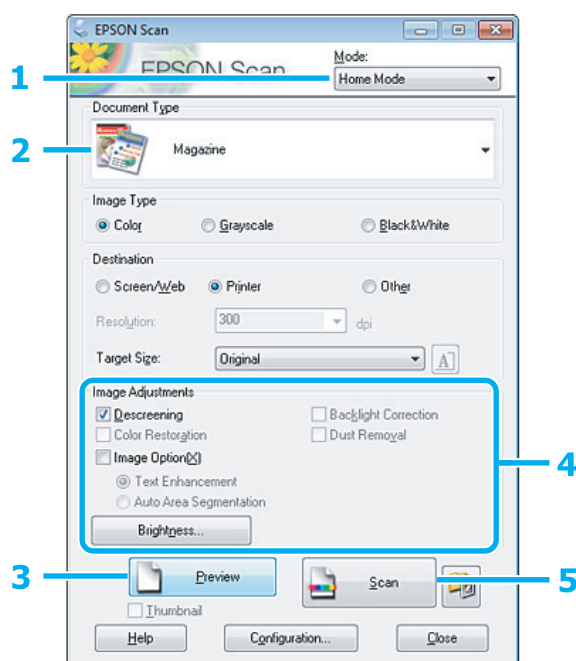 EPSON Scan
EPSON Scan
Mode:
1
Home Mode
Document Type
2
Magazine
Image Type
Color Grayscale Black&White
Destination
Screen/Web Printer Other
Resolution: 300 dpi
Target Size: Original A
Image Adjustments
Descreening Backlight Correction
Color Restoration Dust Removal
Image Option(X)
4
Text Enhancement
Auto Area Segmentation
Brightness...
3 Preview Scan 5
Thumbnail
Help Configuration... Close